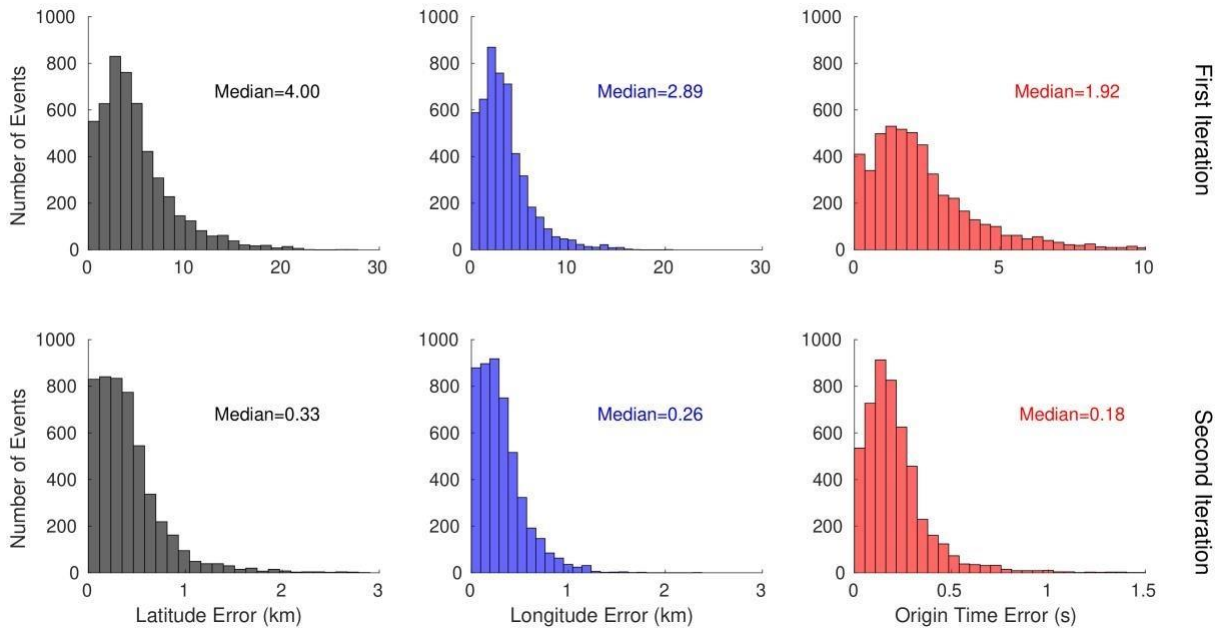 1000
800
600
400
200
0
Number of Events
Median=4.00
0 10 20 30
1000
800
600
400
200
0
Median=2.89
0 10 20 30
1000
800
600
400
200
0
Median=1.92
0 5 10
First Iteration
1000
800
600
400
200
0
Number of Events
Median=0.33
0 1 2 3
Latitude Error (km)
1000
800
600
400
200
0
Median=0.26
0 1 2 3
Longitude Error (km)
1000
800
600
400
200
0
Median=0.18
0 0.5 1 1.5
Origin Time Error (s)
Second Iteration